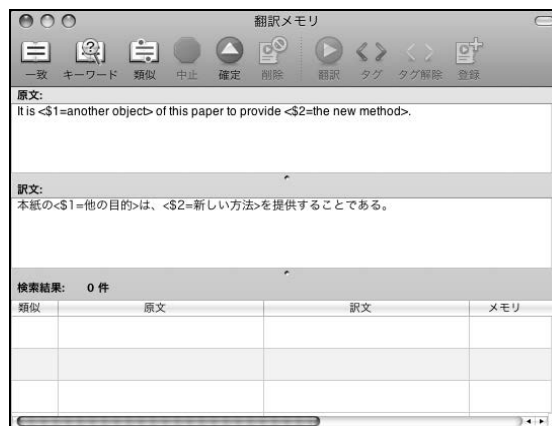 翻訳メモリ
一致 キーワード 類似 中止 確定 削除 翻訳 タグ タグ解除 登録
原文:
It is <$1=another object> of this paper to provide <$2=the new method>.
訳文:
本紙の<$1=他の目的>は、<$2=新しい方法>を提供することである。
検索結果: 0 件
類似 原文 訳文 メモリ